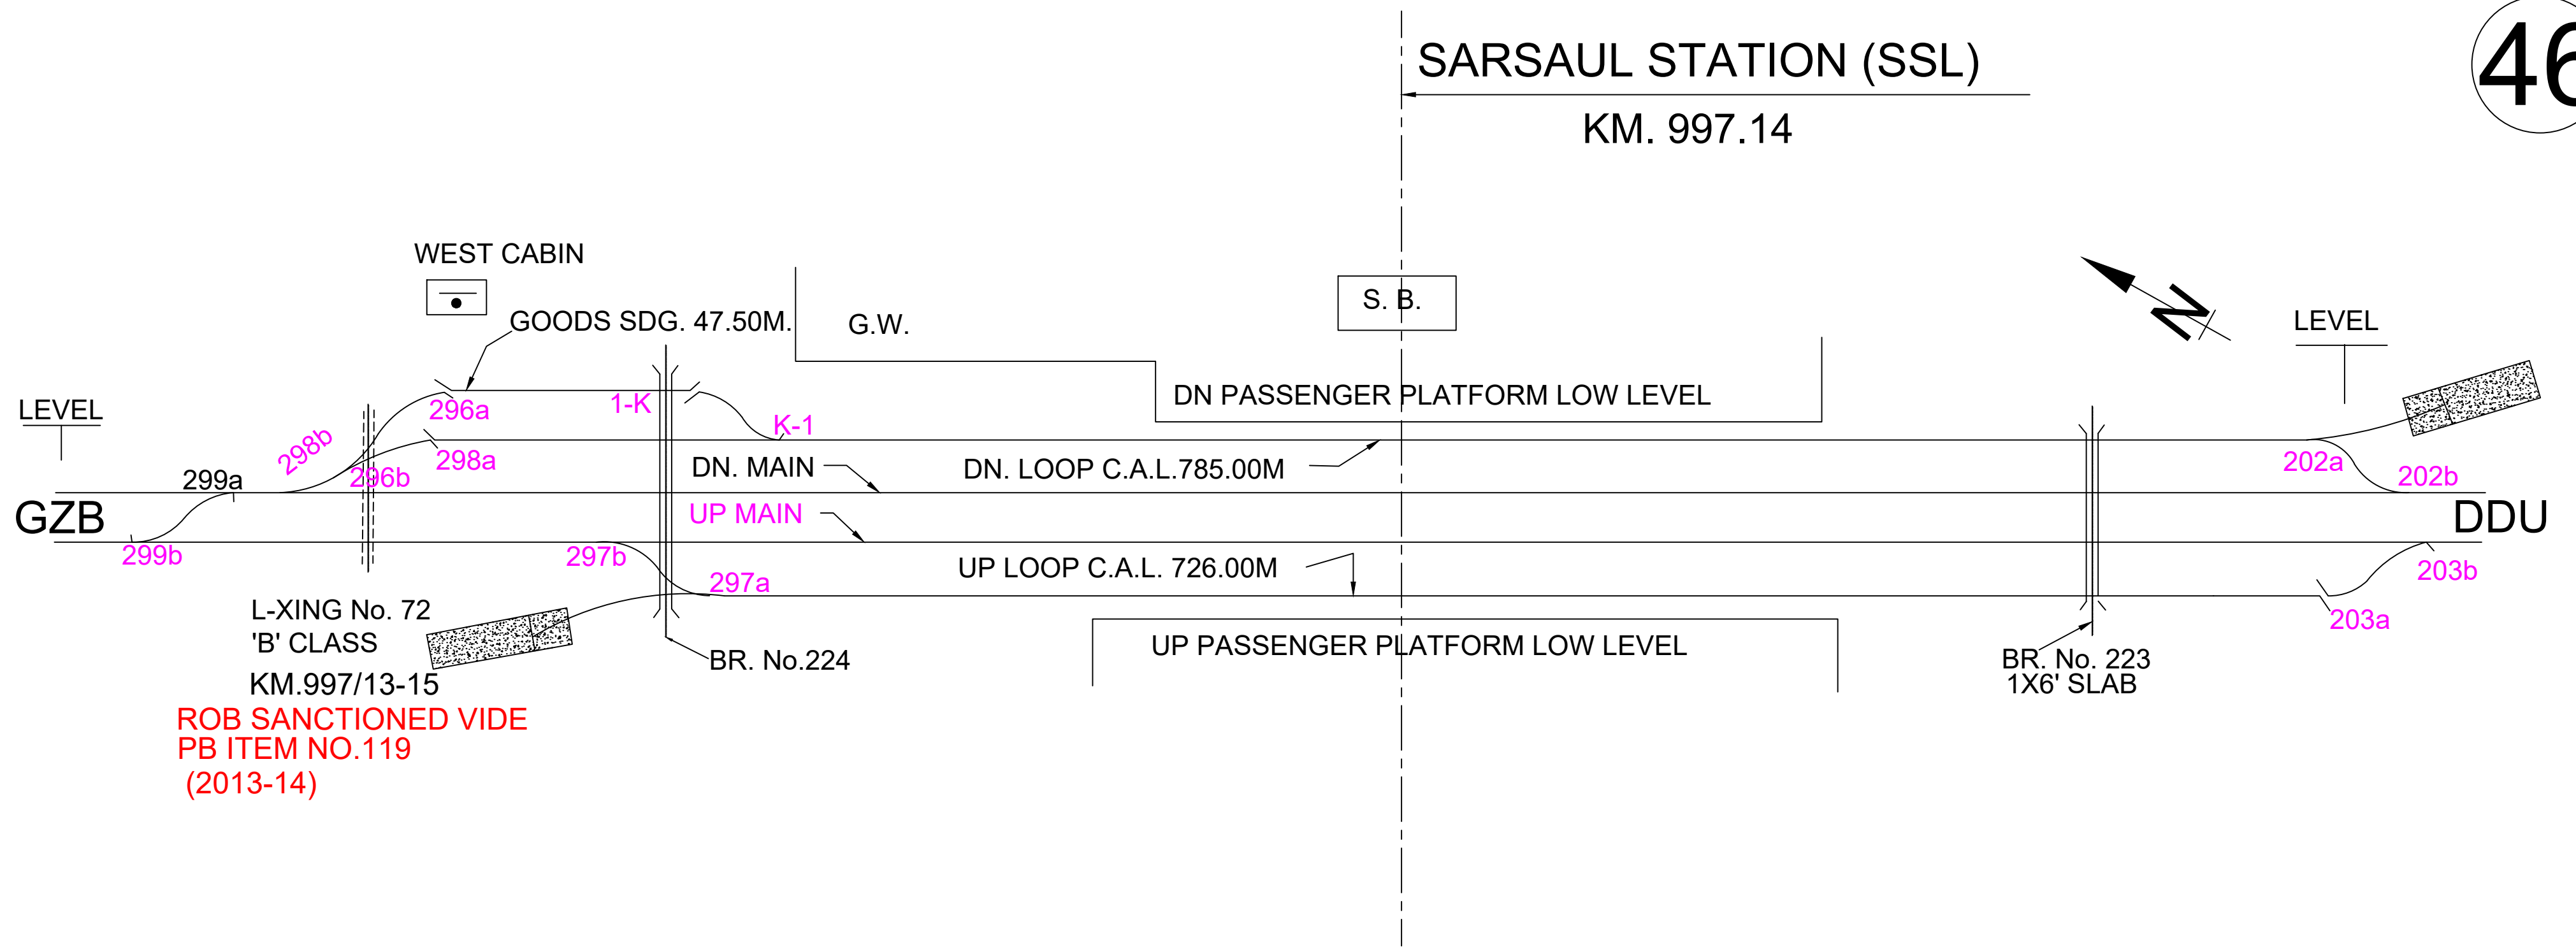 46
SARSAUL STATION (SSL)
KM. 997.14
WEST CABIN
GOODS SDG. 47.50M.
G.W.
S. B.
N
LEVEL
LEVEL
296a
1-K
K-1
DN PASSENGER PLATFORM LOW LEVEL
298b
296b
298a
299a
DN. MAIN
DN. LOOP C.A.L.785.00M
202a
202b
GZB
UP MAIN
DDU
299b
297b
297a
UP LOOP C.A.L. 726.00M
203b
203a
L-XING No. 72
'B' CLASS
KM.997/13-15
ROB SANCTIONED VIDE
PB ITEM NO.119
(2013-14)
BR. No.224
UP PASSENGER PLATFORM LOW LEVEL
BR. No. 223
1X6' SLAB